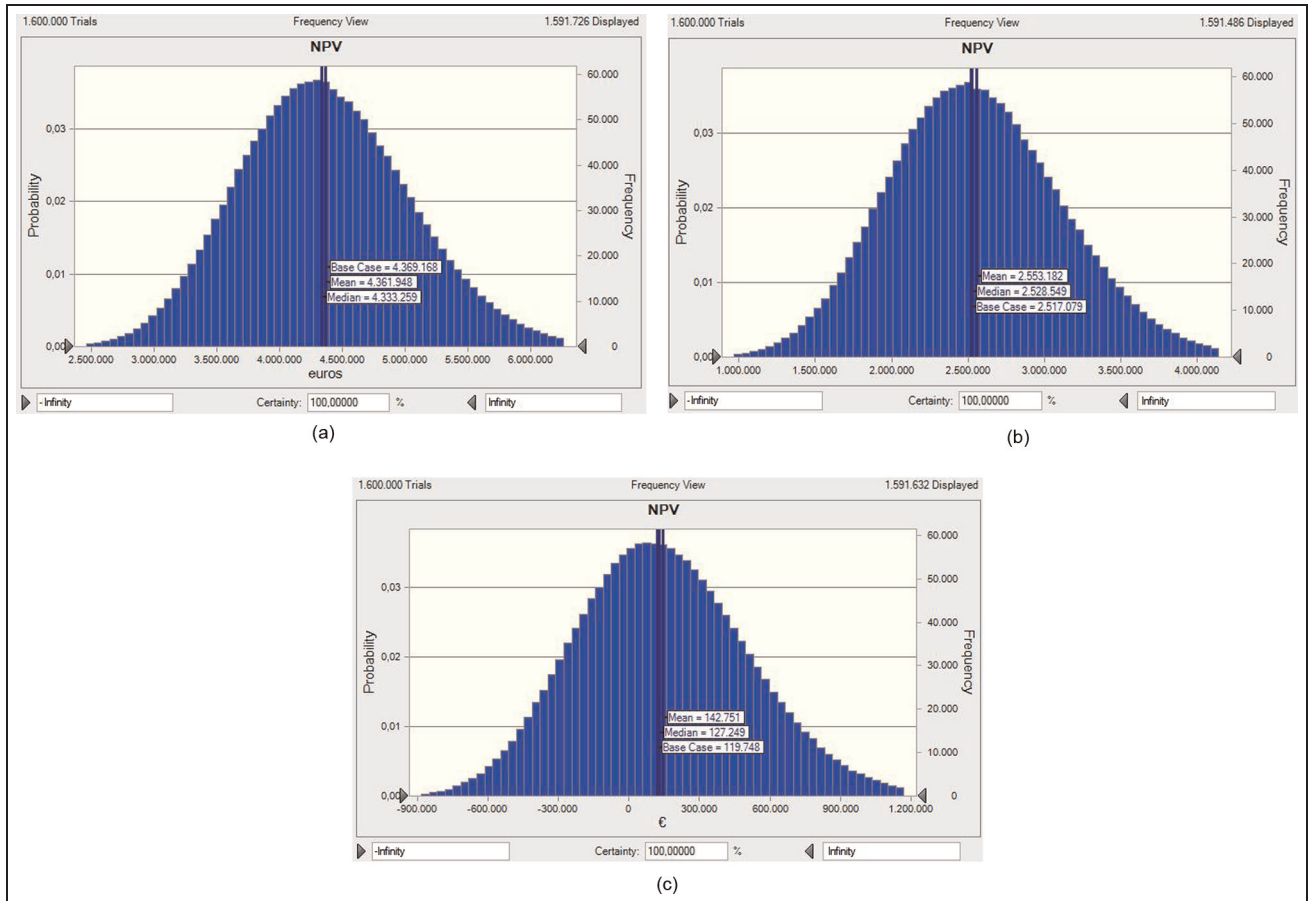 1.600.000 Trials Frequency View 1.591.726 Displayed
NPV
Probability
0,03
0,02
0,01
0,00
60.000
50.000
40.000
30.000
20.000
10.000
0
Frequency
Base Case = 4.369.168
Mean = 4.361.948
Median = 4.333.259
2.500.000 3.000.000 3.500.000 4.000.000 4.500.000 5.000.000 5.500.000 6.000.000
euros
-Infinity Certainty: 100,00000 % Infinity
(a)
1.600.000 Trials Frequency View 1.591.486 Displayed
NPV
Probability
0,03
0,02
0,01
0,00
60.000
50.000
40.000
30.000
20.000
10.000
0
Frequency
Mean = 2.553.182
Median = 2.528.549
Base Case = 2.517.079
1.000.000 1.500.000 2.000.000 2.500.000 3.000.000 3.500.000 4.000.000
-Infinity Certainty: 100,00000 % Infinity
(b)
1.600.000 Trials Frequency View 1.591.632 Displayed
NPV
Probability
0,03
0,02
0,01
0,00
60.000
50.000
40.000
30.000
20.000
10.000
0
Frequency
Mean = 142.751
Median = 127.249
Base Case = 119.748
-900.000 -600.000 -300.000 0 300.000 600.000 900.000 1.200.000
€
-Infinity Certainty: 100,00000 % Infinity
(c)